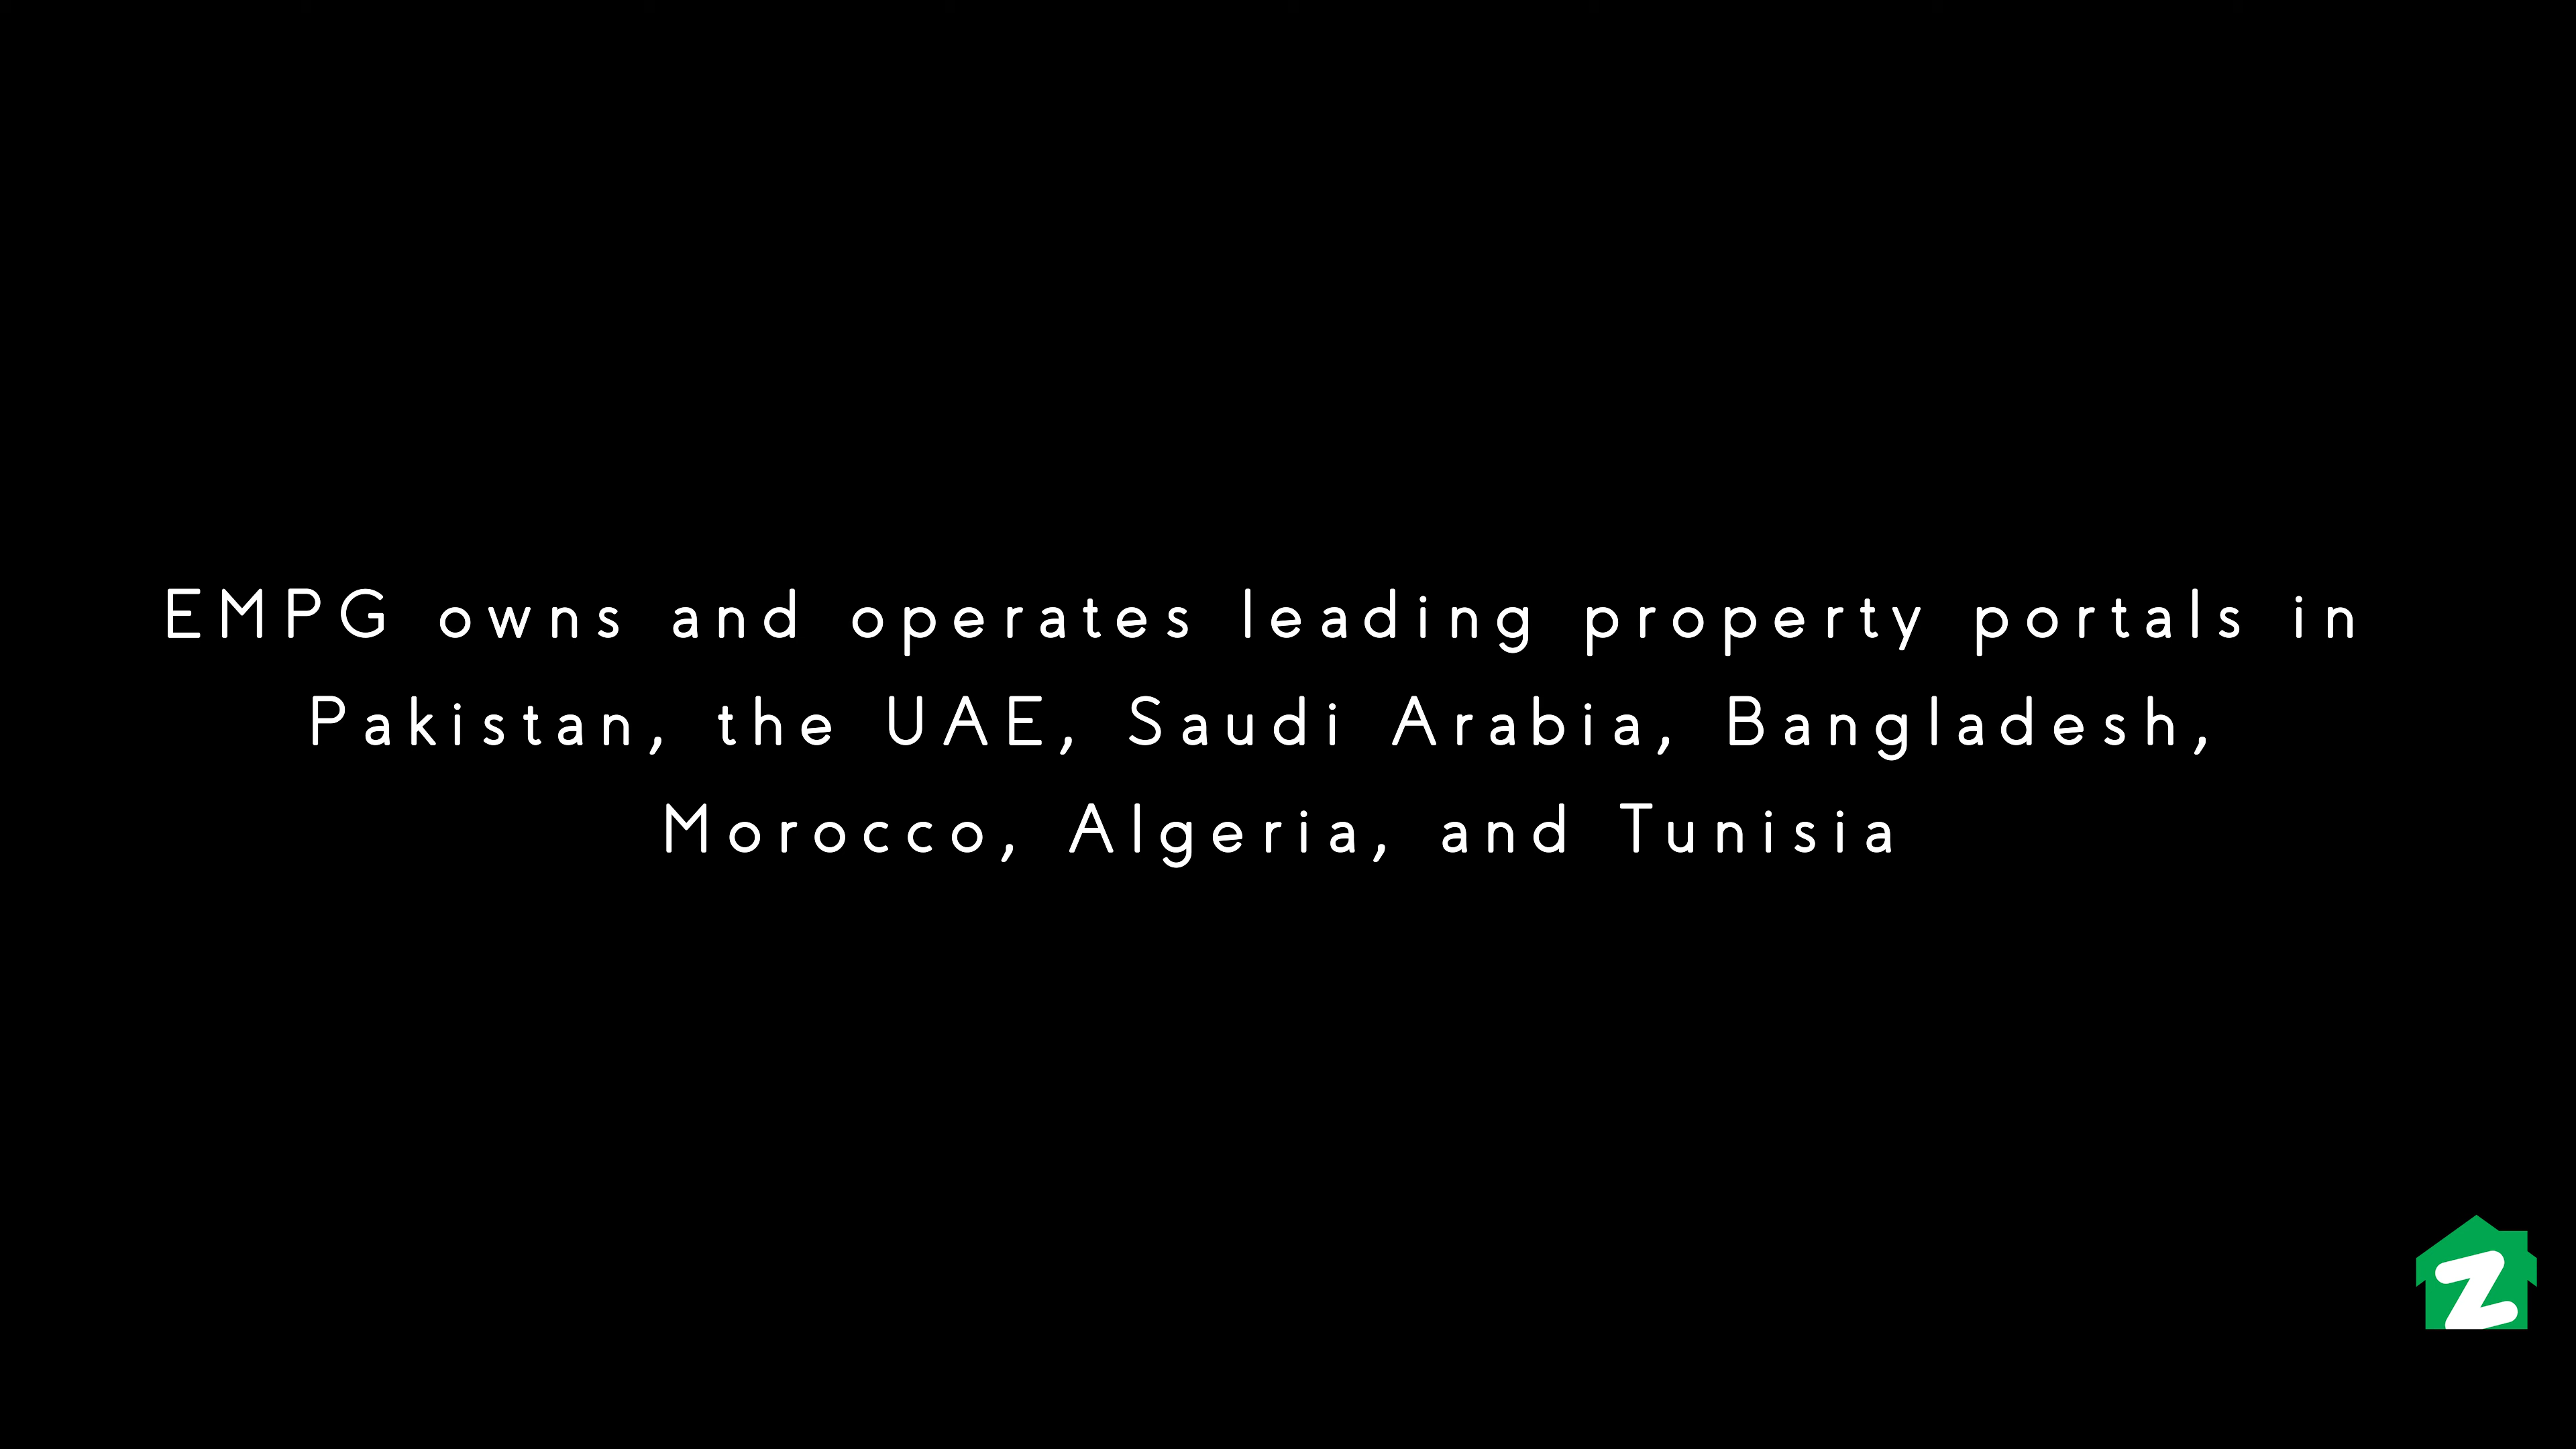 EMPG owns and operates leading property portals in
Pakistan, the UAE, Saudi Arabia, Bangladesh,
Morocco, Algeria, and Tunisia
Z